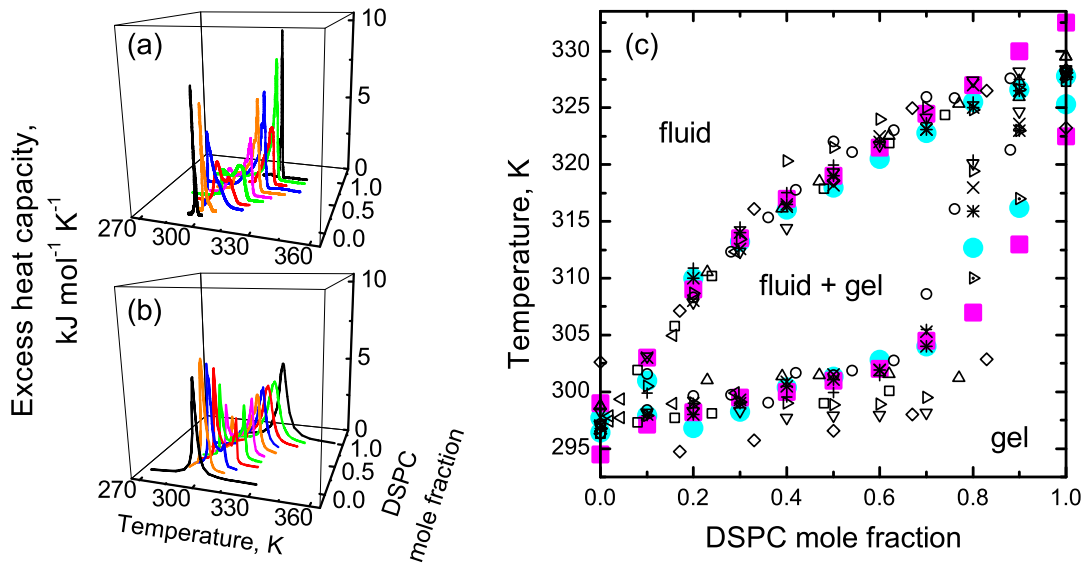 Excess heat capacity,
kJ mol⁻¹ K⁻¹
(a)
10
5
0
1.0
0.5
0.0
270
300
330
360
(b)
10
5
0
1.0
0.5
0.0
270
300
330
360
Temperature, K
DSPC
mole fraction
(c)
Temperature, K
330
325
320
315
310
305
300
295
fluid
fluid + gel
gel
0.0 0.2 0.4 0.6 0.8 1.0
DSPC mole fraction